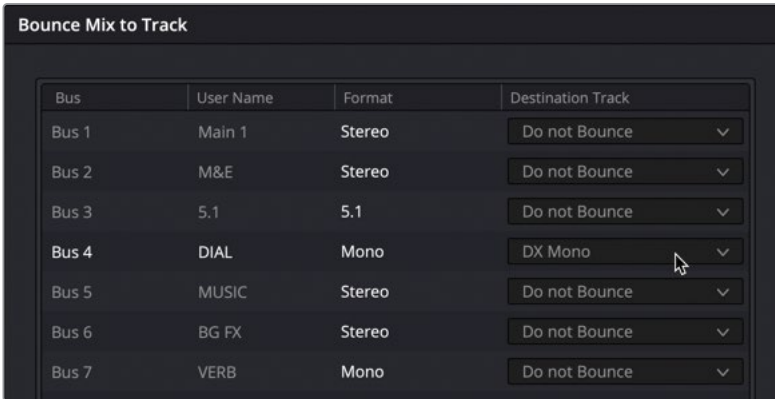 Bounce Mix to Track
Bus User Name Format Destination Track
Bus 1 Main 1 Stereo Do not Bounce
Bus 2 M&E Stereo Do not Bounce
Bus 3 5.1 5.1 Do not Bounce
Bus 4 DIAL Mono DX Mono
Bus 5 MUSIC Stereo Do not Bounce
Bus 6 BG FX Stereo Do not Bounce
Bus 7 VERB Mono Do not Bounce